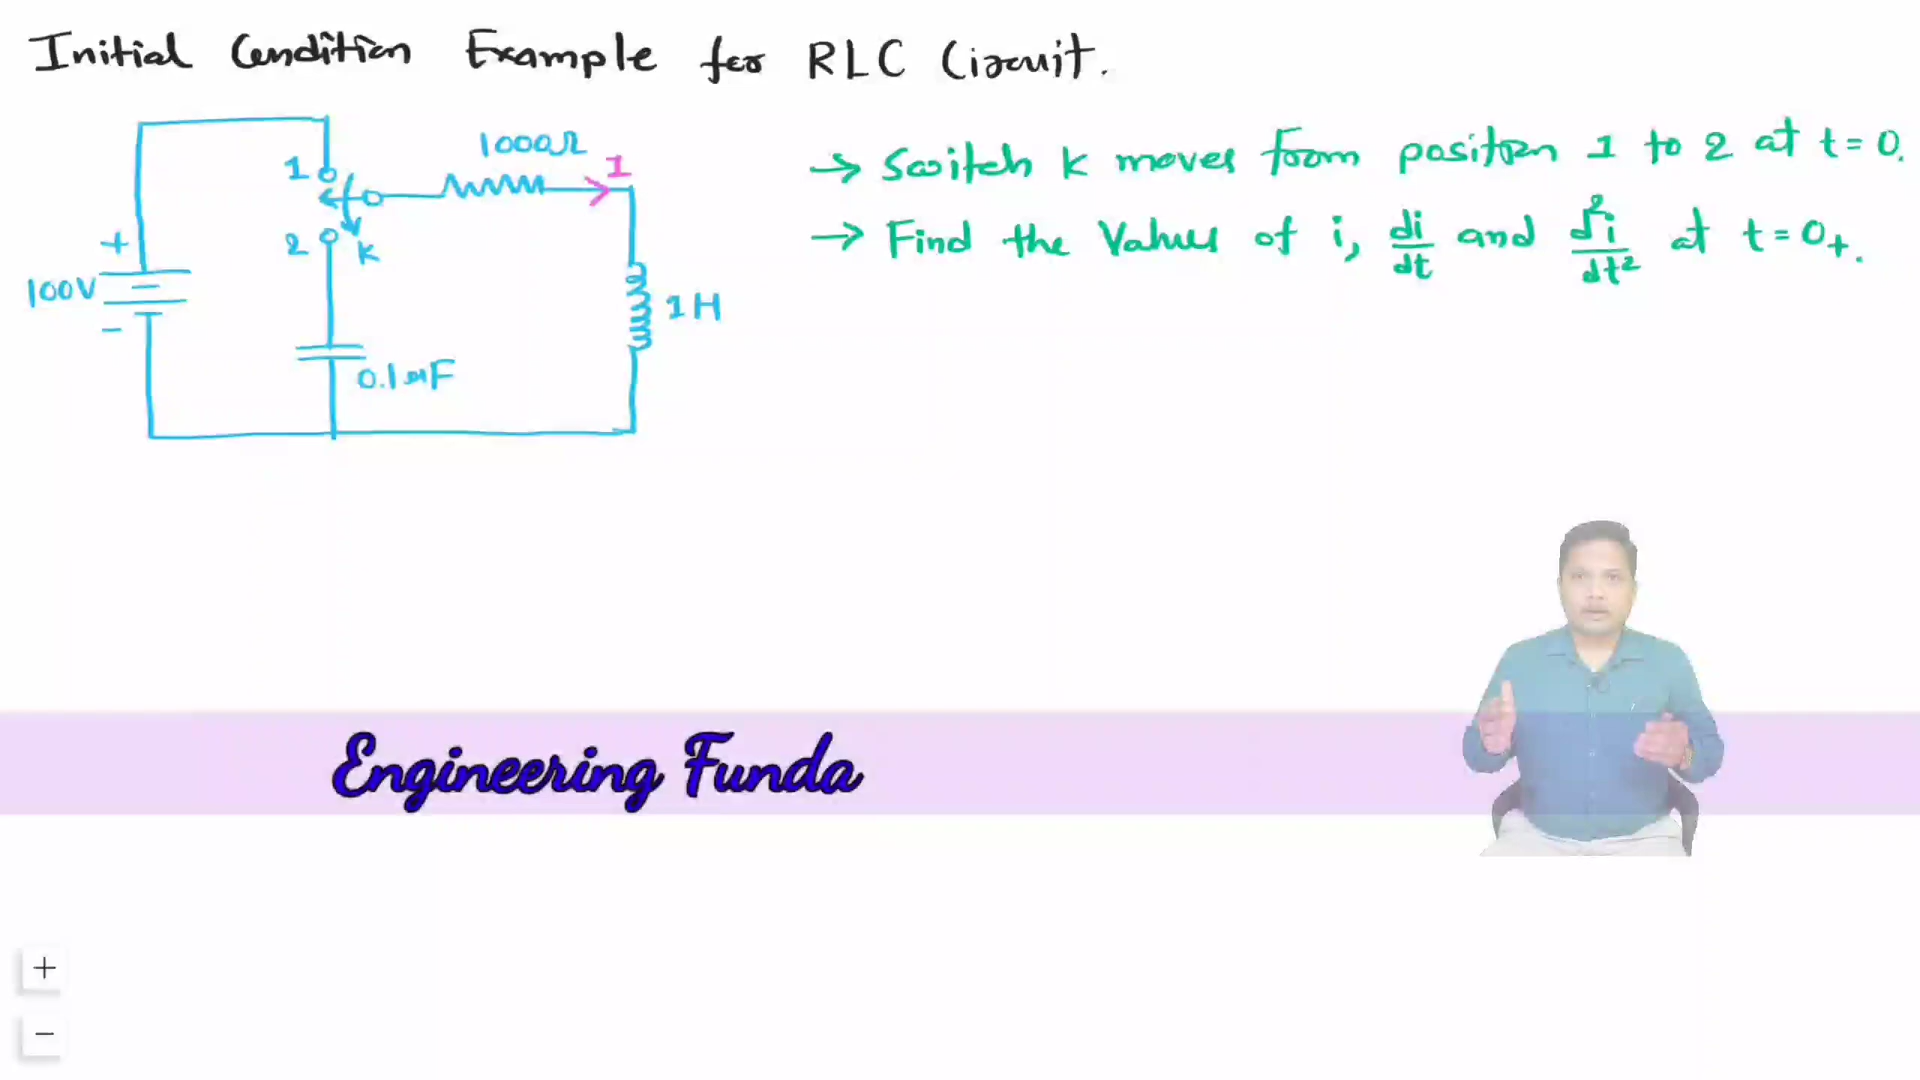 Initial Condition Example for RLC Circuit.
1000Ω
1
I
2
K
+
100V
-
0.1μF
1H
→ Switch K moves from position 1 to 2 at t=0.
→ Find the Values of i, di/dt and d²i/dt² at t=0+.
Engineering Funda
+
-